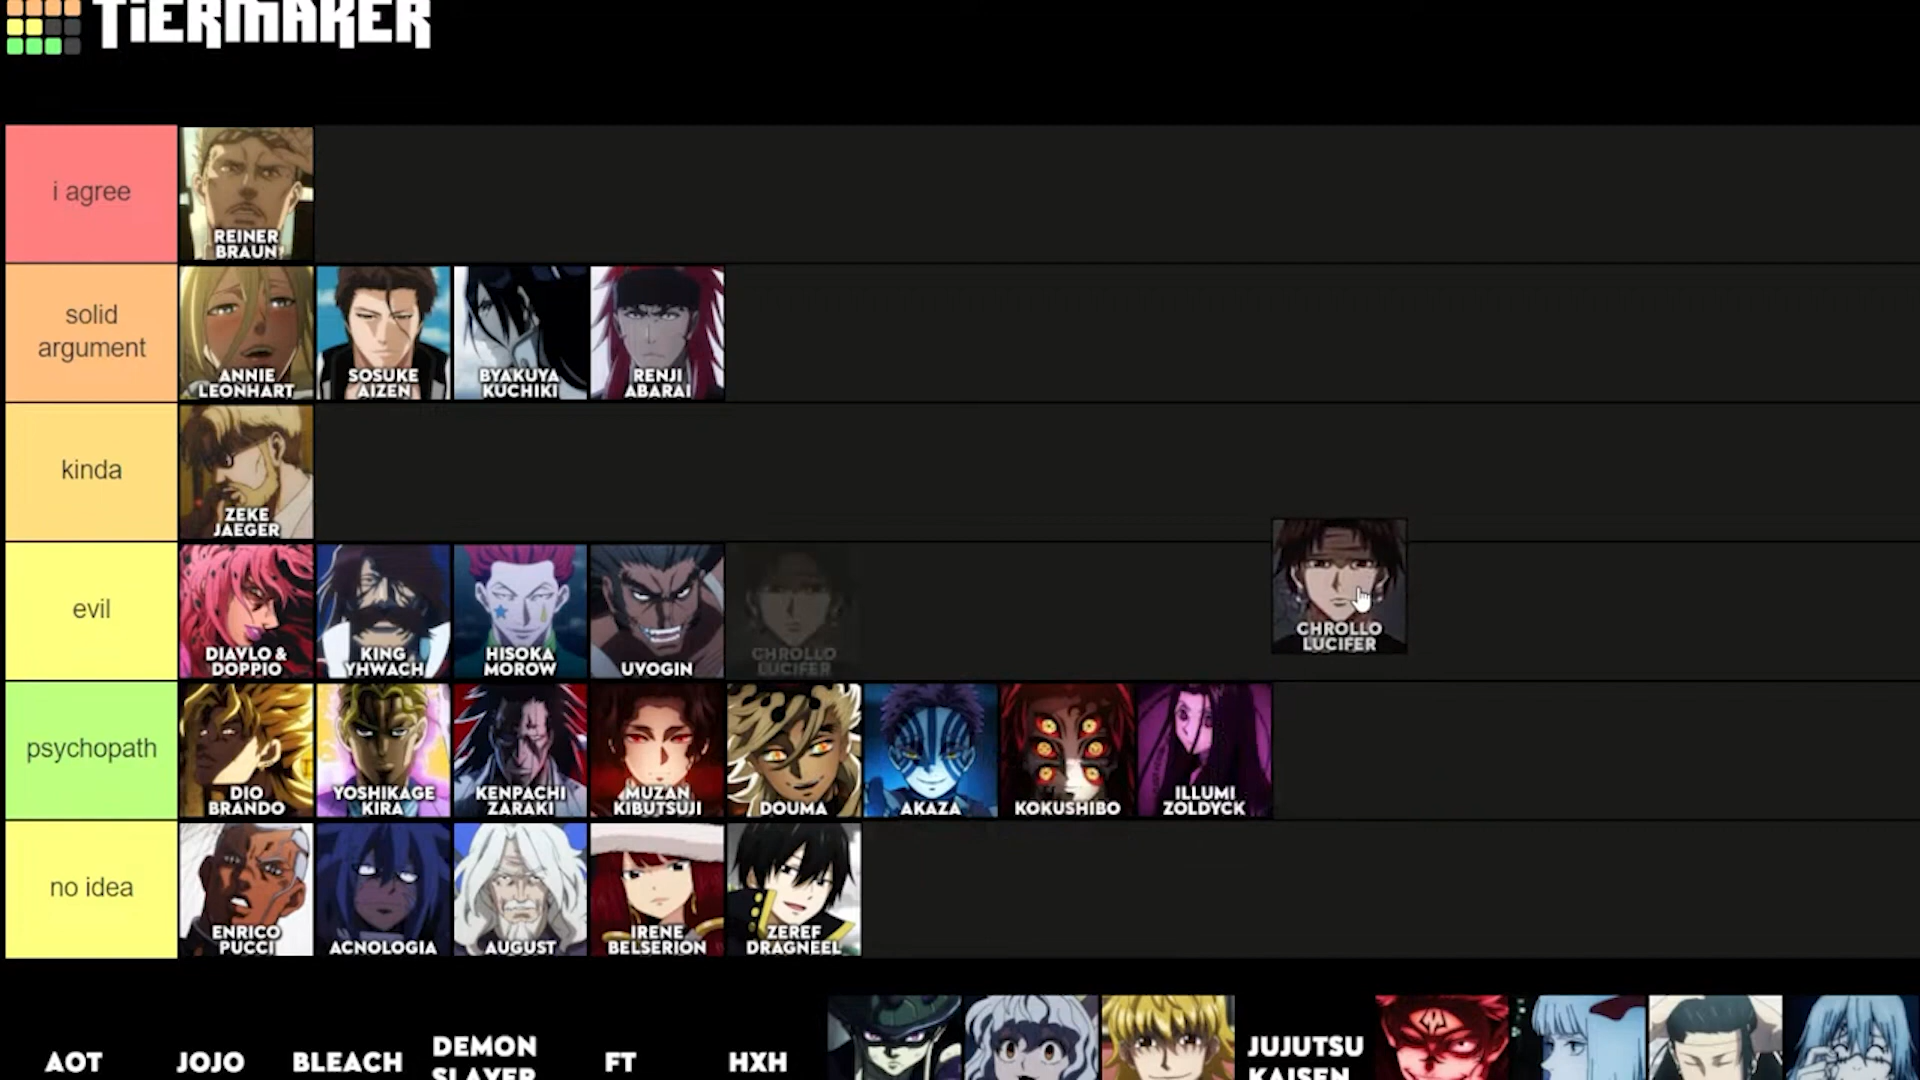 TiERMAKER
i agree
REINER
BRAUN
solid
argument
ANNIE
LEONHART
SOSUKE
AIZEN
BYAKUYA
KUCHIKI
RENJI
ABARAI
kinda
ZEKE
JAEGER
evil
DIAVLO &
DOPPIO
KING
YHWACH
HISOKA
MOROW
UVOGIN
CHROLLO
LUCIFER
CHROLLO
LUCIFER
psychopath
DIO
BRANDO
YOSHIKAGE
KIRA
KENPACHI
ZARAKI
MUZAN
KIBUTSUJI
DOUMA
AKAZA
KOKUSHIBO
ILLUMI
ZOLDYCK
no idea
ENRICO
PUCCI
ACNOLOGIA
AUGUST
IRENE
BELSERION
ZEREF
DRAGNEEL
AOT
JOJO
BLEACH
DEMON
SLAYER
FT
HXH
JUJUTSU
KAISEN